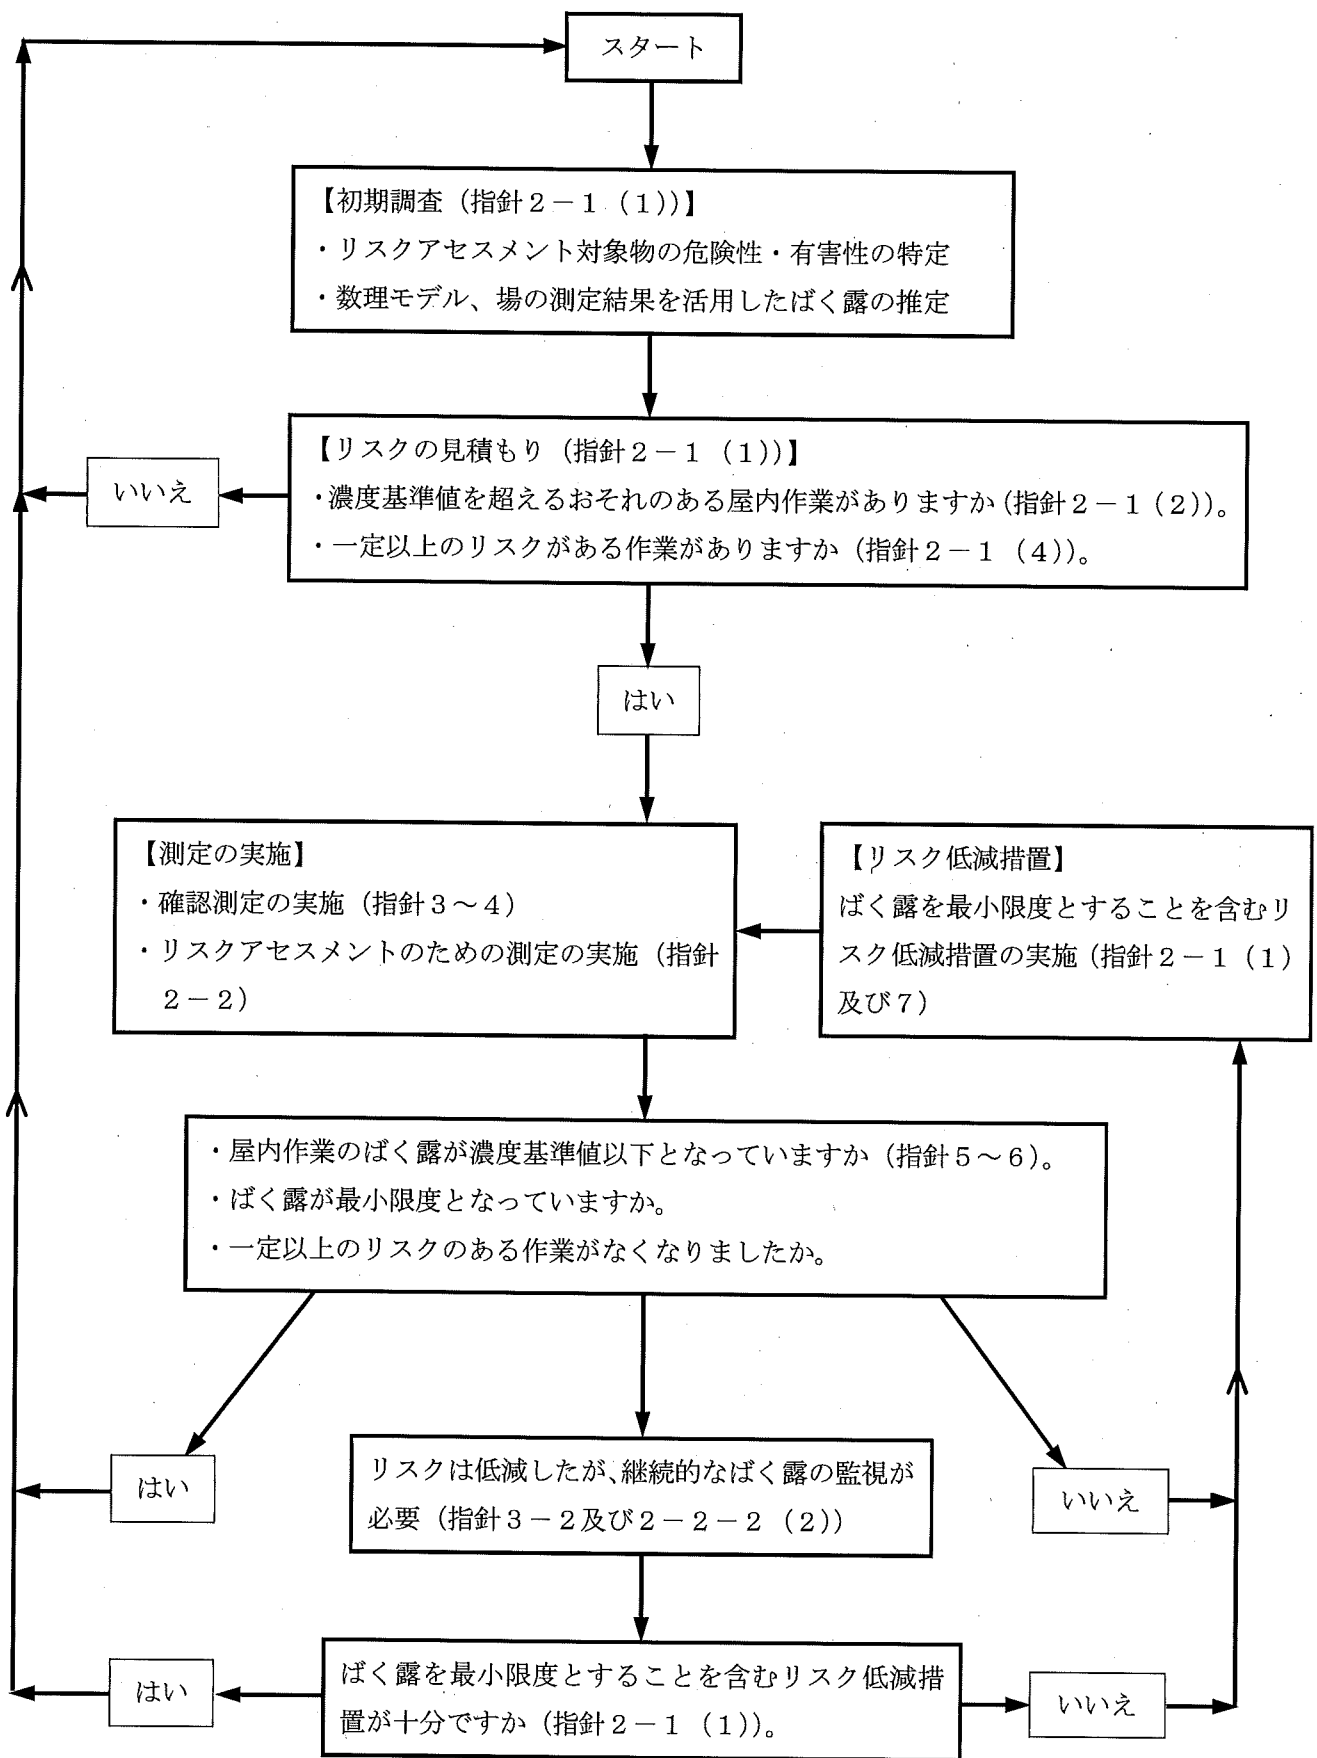 スタート
【初期調査（指針２－１（１））】
・リスクアセスメント対象物の危険性・有害性の特定
・数理モデル、場の測定結果を活用したばく露の推定
【リスクの見積もり（指針２－１（１））】
・濃度基準値を超えるおそれのある屋内作業がありますか（指針２－１（２））。
・一定以上のリスクがある作業がありますか（指針２－１（４））。
いいえ
はい
【測定の実施】
・確認測定の実施（指針３～４）
・リスクアセスメントのための測定の実施（指針
２－２）
【リスク低減措置】
ばく露を最小限度とすることを含むリ
スク低減措置の実施（指針２－１（１）
及び７）
・屋内作業のばく露が濃度基準値以下となっていますか（指針５～６）。
・ばく露が最小限度となっていますか。
・一定以上のリスクのある作業がなくなりましたか。
はい
リスクは低減したが、継続的なばく露の監視が
必要（指針３－２及び２－２－２（２））
いいえ
はい
ばく露を最小限度とすることを含むリスク低減措
置が十分ですか（指針２－１（１））。
いいえ